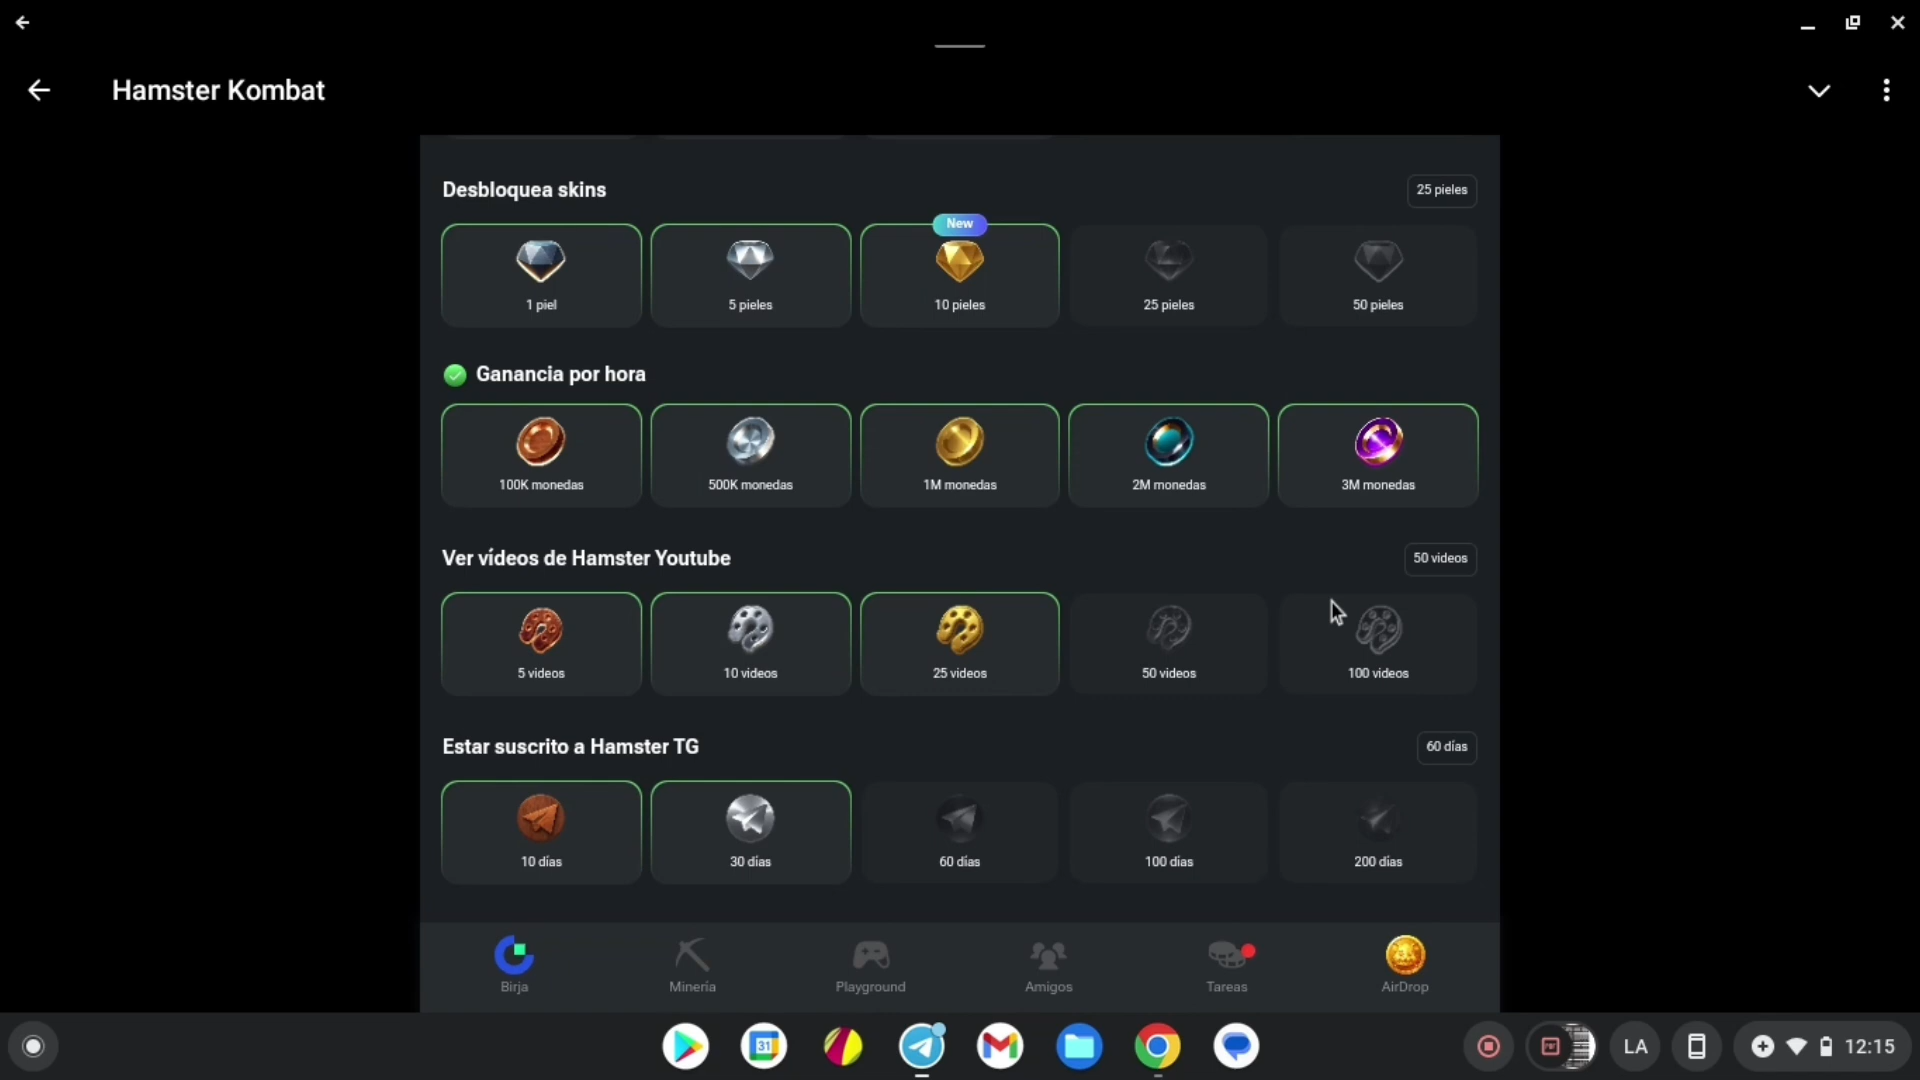 Hamster Kombat
Desbloquea skins
25 pieles
New
1 piel
5 pieles
10 pieles
25 pieles
50 pieles
Ganancia por hora
100K monedas
500K monedas
1M monedas
2M monedas
3M monedas
Ver vídeos de Hamster Youtube
50 videos
5 videos
10 videos
25 videos
50 videos
100 videos
Estar suscrito a Hamster TG
60 días
10 días
30 días
60 días
100 días
200 días
Birja
Minería
Playground
Amigos
Tareas
AirDrop
31
LA
12:15